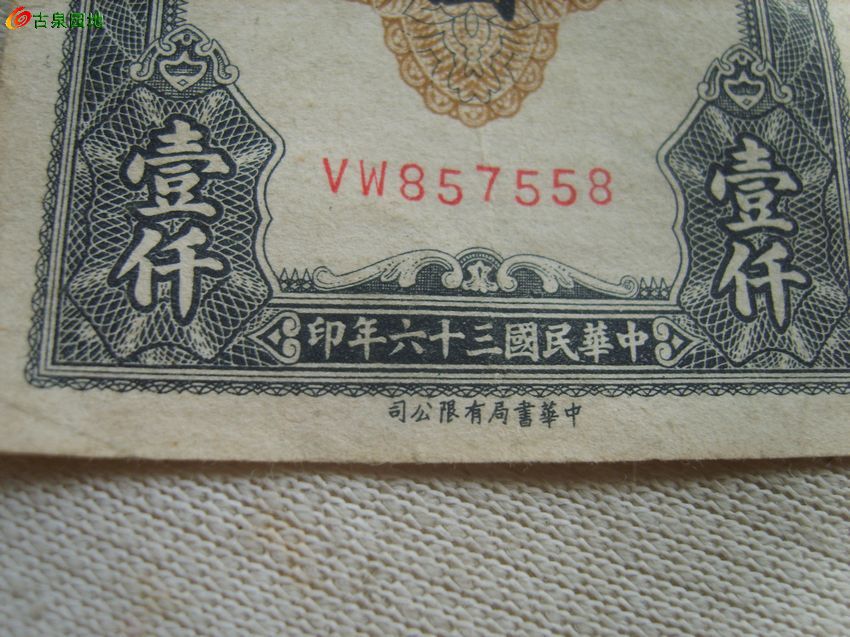 古泉园地
VW857558
壹仟
壹仟
中華民國三十六年印
中華書局有限公司